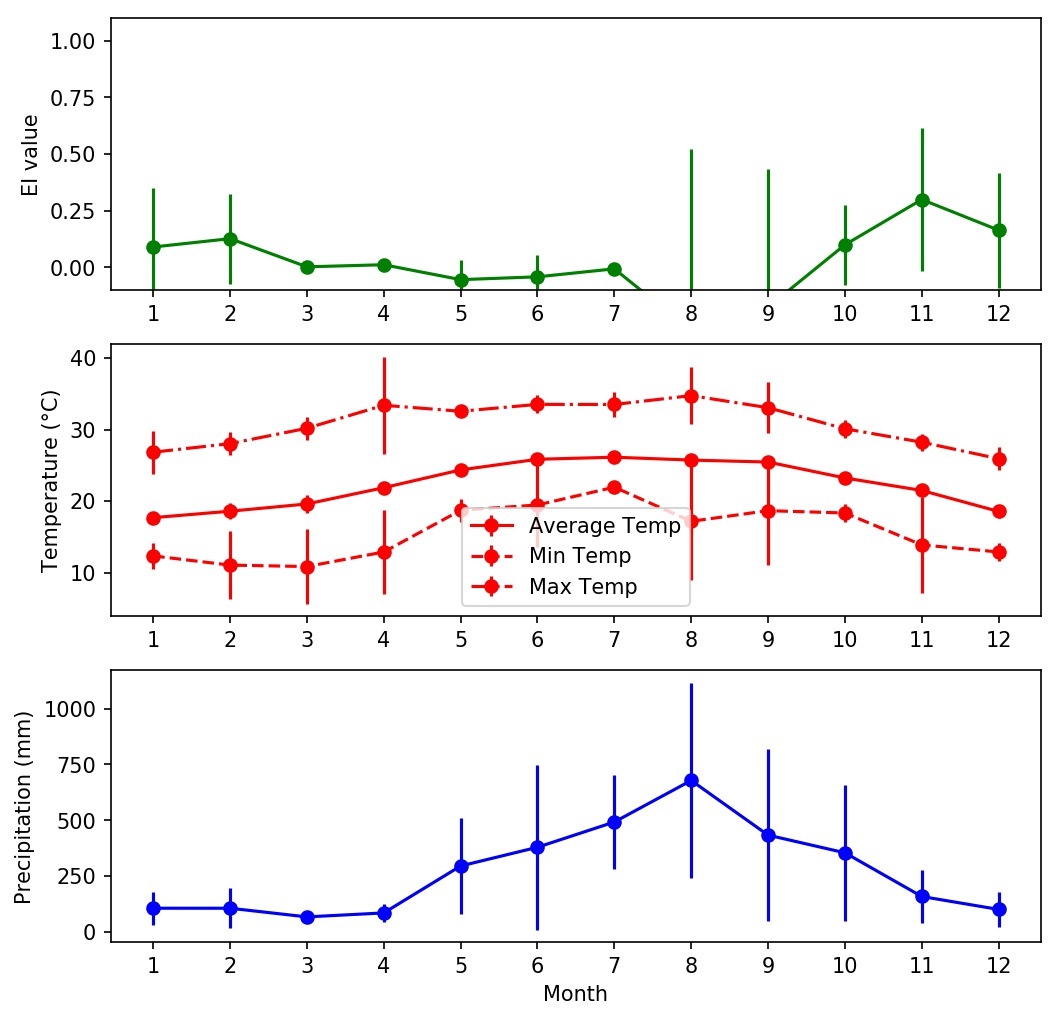 EI value
1.00
0.75
0.50
0.25
0.00
1 2 3 4 5 6 7 8 9 10 11 12
Temperature (°C)
40
30
20
10
Average Temp
Min Temp
Max Temp
1 2 3 4 5 6 7 8 9 10 11 12
Precipitation (mm)
1000
750
500
250
0
1 2 3 4 5 6 7 8 9 10 11 12
Month